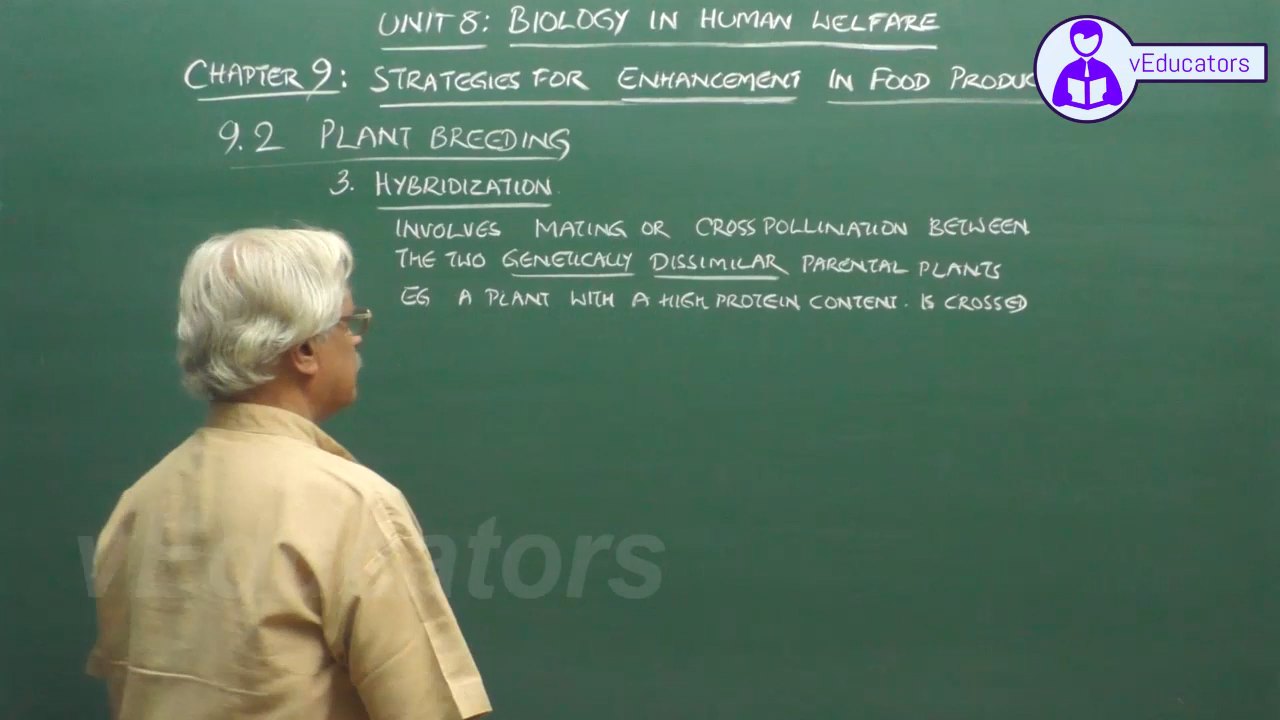 UNIT 8: BIOLOGY IN HUMAN WELFARE
CHAPTER 9: STRATEGIES FOR ENHANCEMENT IN FOOD PRODUC
vEducators
9.2 PLANT BREEDING
3. HYBRIDIZATION
INVOLVES MATING OR CROSS POLLINATION BETWEEN
THE TWO GENETICALLY DISSIMILAR PARENTAL PLANTS
EG A PLANT WITH A HIGH PROTEIN CONTENT. IS CROSSED
vEducators